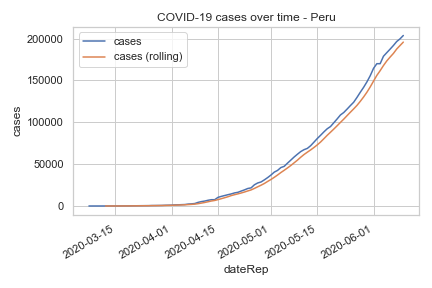 COVID-19 cases over time - Peru
cases
cases (rolling)
200000
150000
100000
50000
0
cases
2020-03-15
2020-04-01
2020-04-15
2020-05-01
2020-05-15
2020-06-01
dateRep